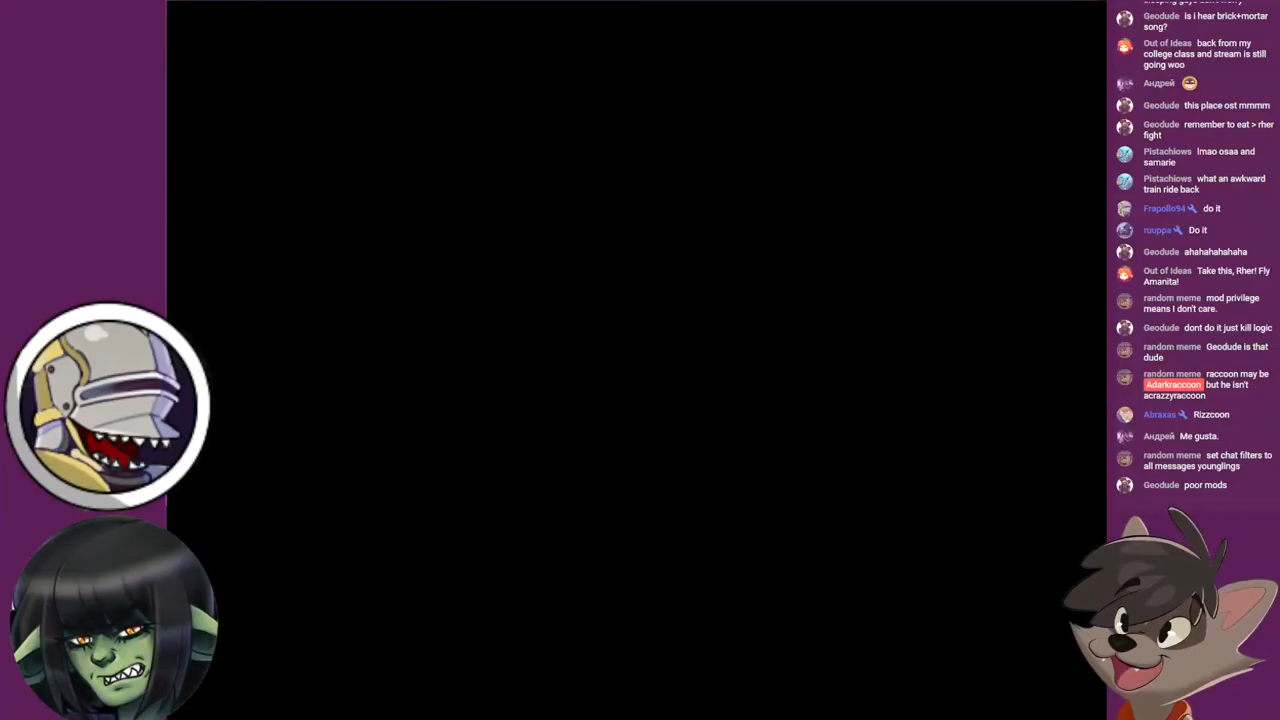 Geodude is i hear brick+mortar
song?
Out of Ideas back from my
college class and stream is still
going woo
Андрей
Geodude this place ost mmmm
Geodude remember to eat > rher
fight
Pistachiows lmao osaa and
samarie
Pistachiows what an awkward
train ride back
Frapollo94 do it
ruuppa Do it
Geodude ahahahahahaha
Out of Ideas Take this, Rher! Fly
Amanita!
random meme mod privilege
means I don't care.
Geodude dont do it just kill logic
random meme Geodude is that
dude
random meme raccoon may be
Adarkraccoon but he isn't
acrazzyraccoon
Abraxas Rizzcoon
Андрей Me gusta.
random meme set chat filters to
all messages younglings
Geodude poor mods